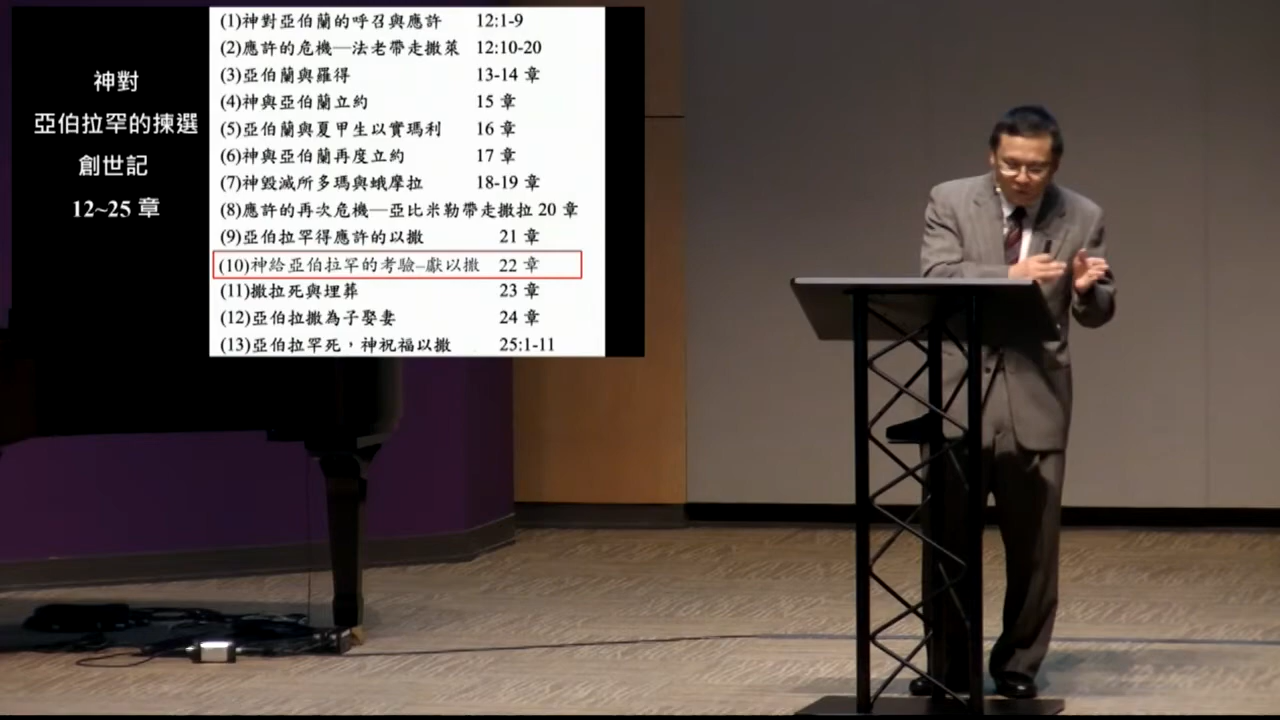 神對
亞伯拉罕的揀選
創世記
12~25 章
(1)神對亞伯蘭的呼召與應許 12:1-9
(2)應許的危機─法老帶走撒萊 12:10-20
(3)亞伯蘭與羅得 13-14 章
(4)神與亞伯蘭立約 15 章
(5)亞伯蘭與夏甲生以實瑪利 16 章
(6)神與亞伯蘭再度立約 17 章
(7)神毀滅所多瑪與蛾摩拉 18-19 章
(8)應許的再次危機─亞比米勒帶走撒拉 20 章
(9)亞伯拉罕得應許的以撒 21 章
(10)神給亞伯拉罕的考驗–獻以撒 22 章
(11)撒拉死與埋葬 23 章
(12)亞伯拉撒為子娶妻 24 章
(13)亞伯拉罕死，神祝福以撒 25:1-11